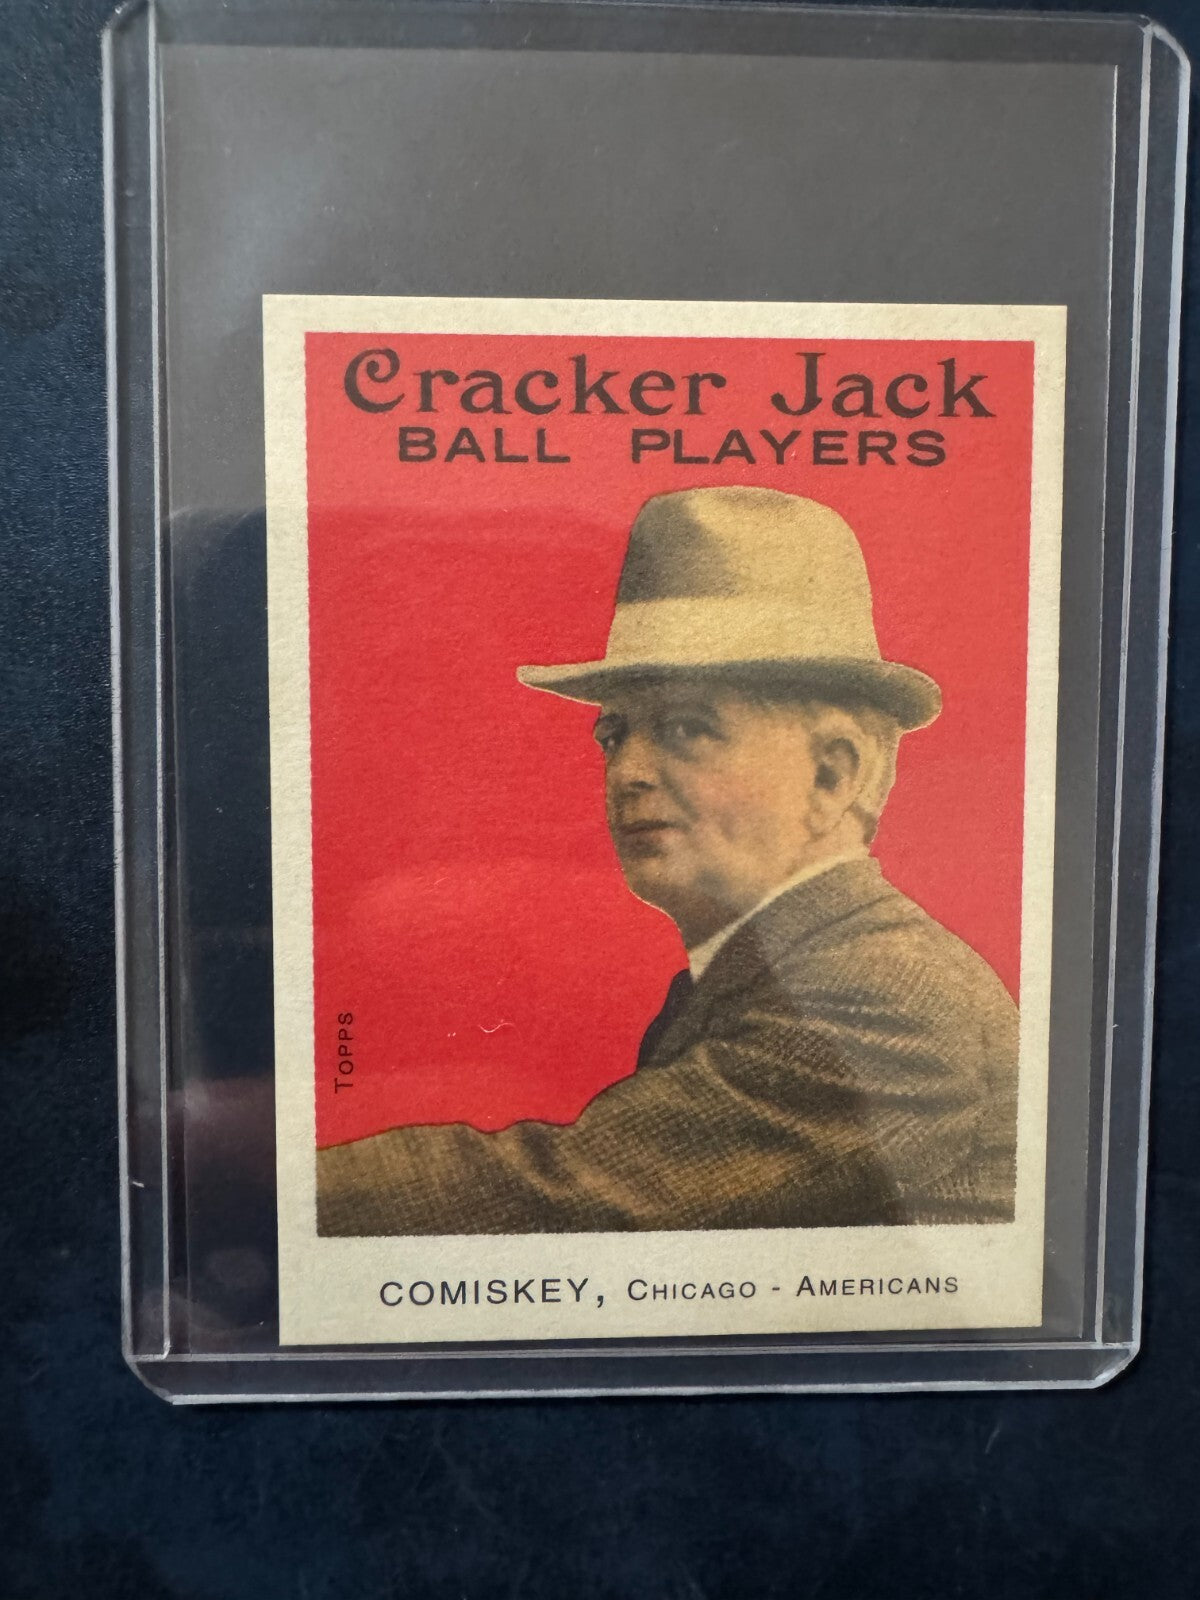 Cracker Jack
BALL PLAYERS
TOPPS
COMISKEY, CHICAGO - AMERICANS